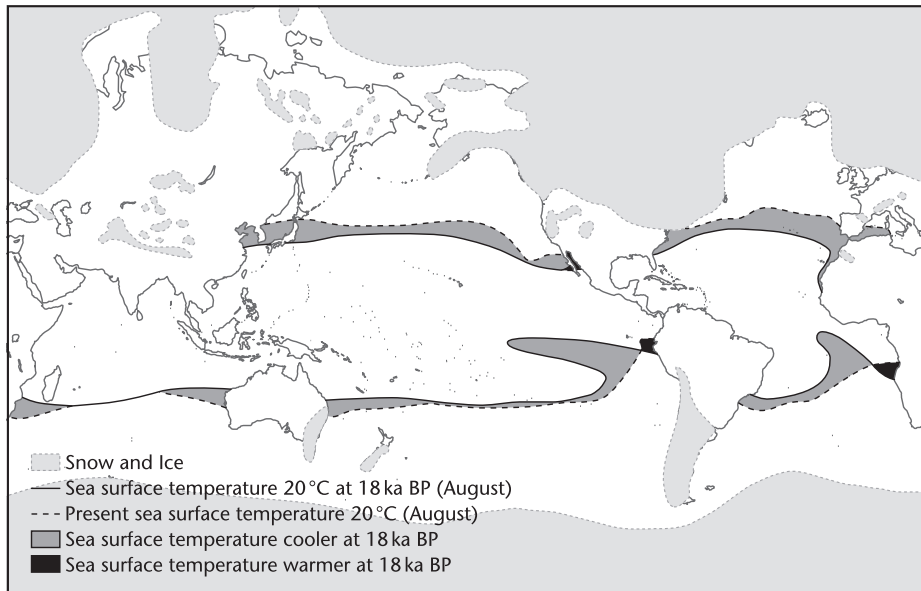 Snow and Ice
Sea surface temperature 20 °C at 18 ka BP (August)
Present sea surface temperature 20 °C (August)
Sea surface temperature cooler at 18 ka BP
Sea surface temperature warmer at 18 ka BP